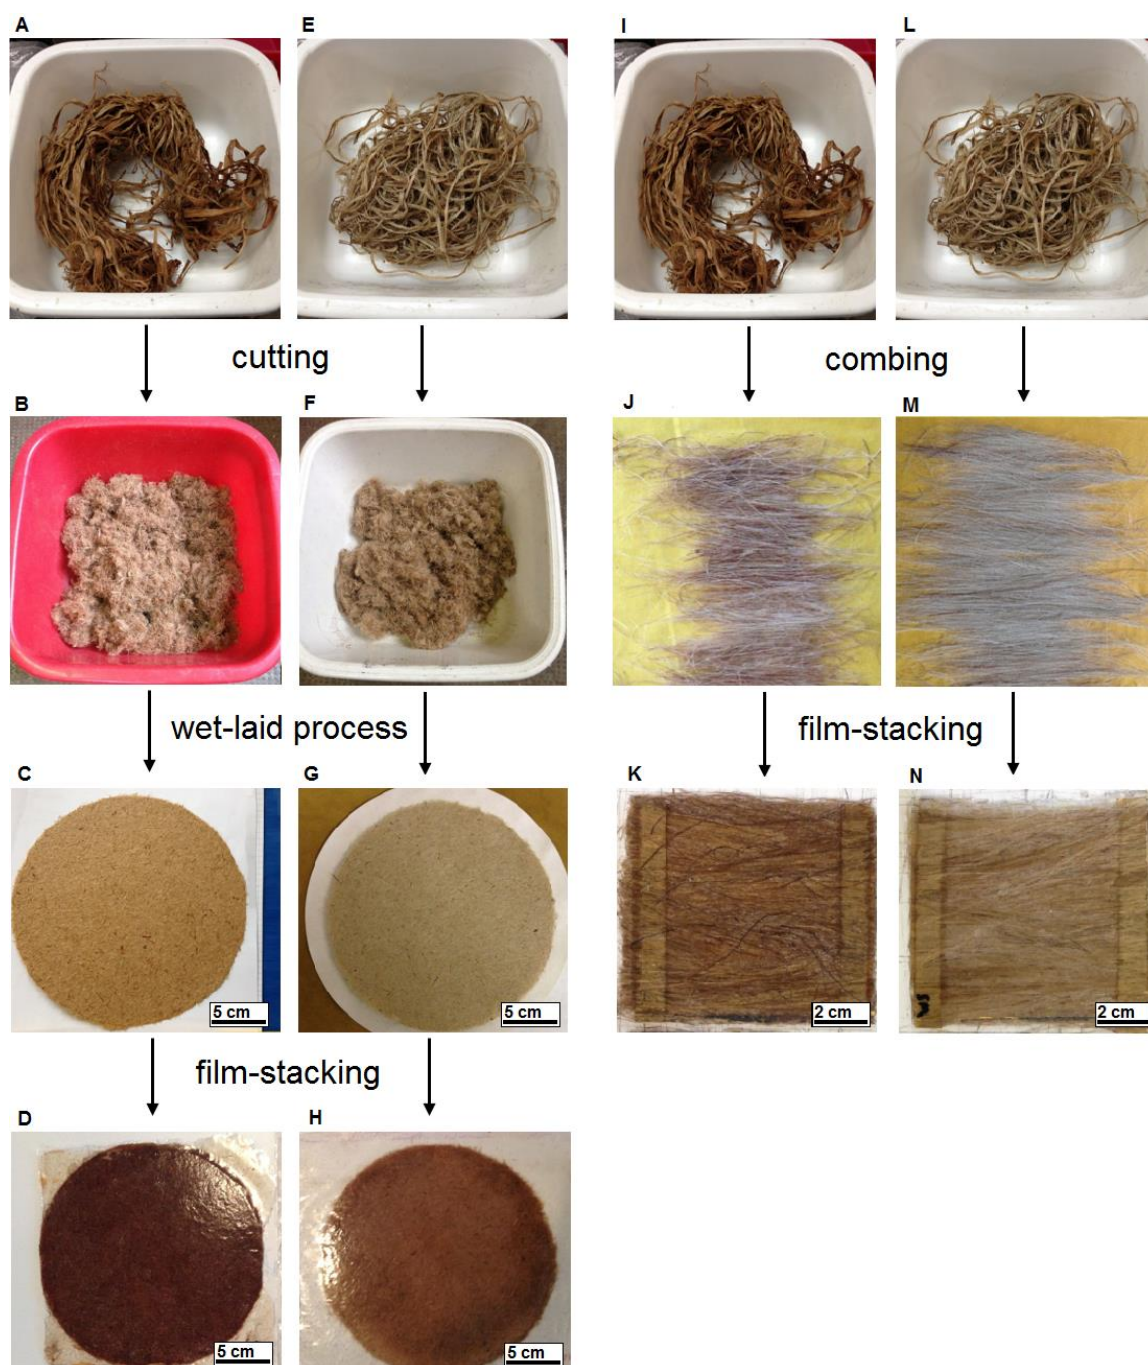 A E I L
cutting combing
B F J M
wet-laid process film-stacking
C G K N
5 cm 5 cm 2 cm 2 cm
film-stacking
D H
5 cm 5 cm